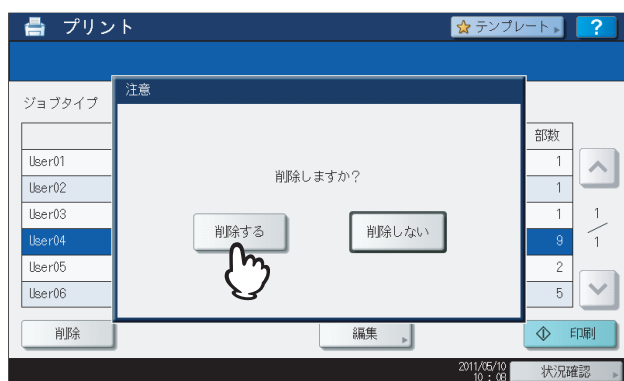 プリント
テンプレート
?
注意
ジョブタイプ
部数
User01 1
User02 1
User03 1
User04 9
User05 2
User06 5
1
1
削除しますか?
削除する 削除しない
削除 編集 印刷
2011/05/10
10:08
状況確認